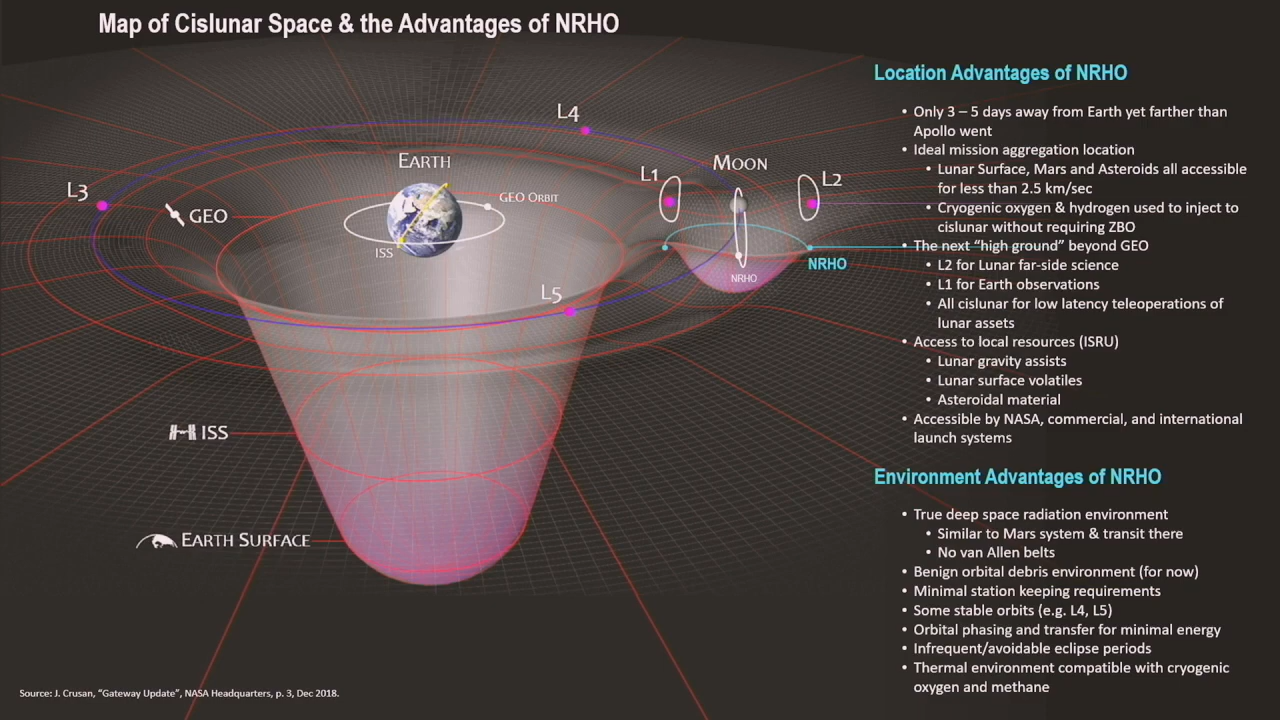 Map of Cislunar Space & the Advantages of NRHO
L4
EARTH
MOON
L1
L2
L3
GEO ORBIT
GEO
ISS
NRHO
NRHO
L5
ISS
EARTH SURFACE
Source: J. Crusan, "Gateway Update", NASA Headquarters, p. 3, Dec 2018.
Location Advantages of NRHO
• Only 3 – 5 days away from Earth yet farther than
Apollo went
• Ideal mission aggregation location
• Lunar Surface, Mars and Asteroids all accessible
for less than 2.5 km/sec
• Cryogenic oxygen & hydrogen used to inject to
cislunar without requiring ZBO
• The next "high ground" beyond GEO
• L2 for Lunar far-side science
• L1 for Earth observations
• All cislunar for low latency teleoperations of
lunar assets
• Access to local resources (ISRU)
• Lunar gravity assists
• Lunar surface volatiles
• Asteroidal material
• Accessible by NASA, commercial, and international
launch systems
Environment Advantages of NRHO
• True deep space radiation environment
• Similar to Mars system & transit there
• No van Allen belts
• Benign orbital debris environment (for now)
• Minimal station keeping requirements
• Some stable orbits (e.g. L4, L5)
• Orbital phasing and transfer for minimal energy
• Infrequent/avoidable eclipse periods
• Thermal environment compatible with cryogenic
oxygen and methane